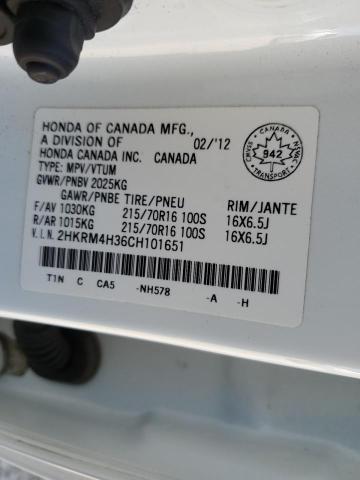 HONDA OF CANADA MFG.,
A DIVISION OF 02/'12
HONDA CANADA INC. CANADA
TYPE: MPV/VTUM
GVWR/PNBV 2025KG
GAWR/PNBE TIRE/PNEU RIM/JANTE
F/AV 1030KG 215/70R16 100S 16X6.5J
R/AR 1015KG 215/70R16 100S 16X6.5J
V.I.N. 2HKRM4H36CH101651
T1N C CA5 -NH578 -A -H
CANADA
CMVSS 942 NSVAC
TRANSPORT